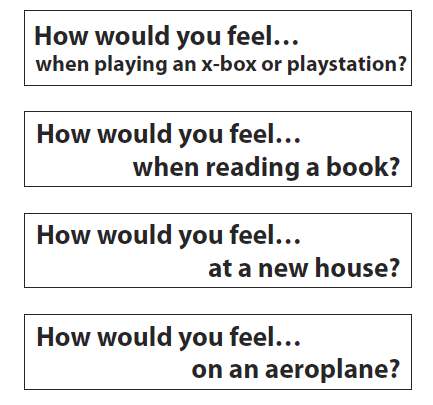 How would you feel…
when playing an x-box or playstation?
How would you feel…
when reading a book?
How would you feel…
at a new house?
How would you feel…
on an aeroplane?